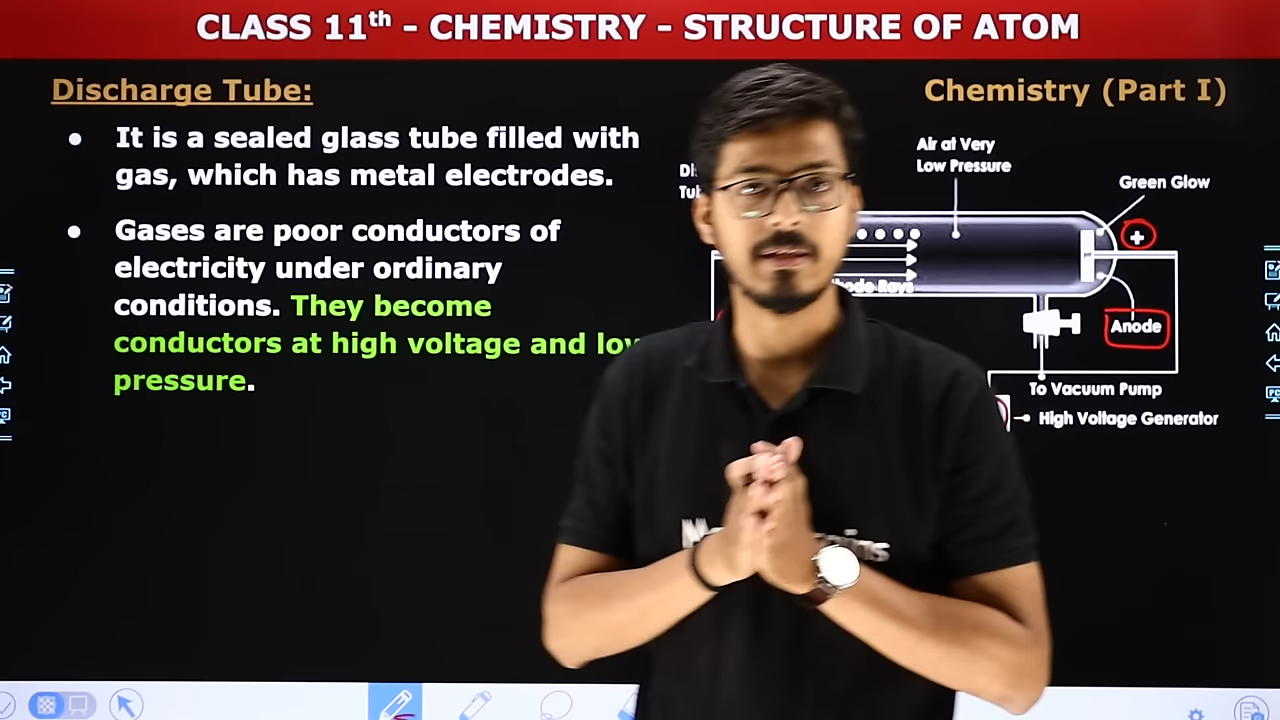 CLASS 11th - CHEMISTRY - STRUCTURE OF ATOM
Discharge Tube:
Chemistry (Part I)
• It is a sealed glass tube filled with
gas, which has metal electrodes.
• Gases are poor conductors of
electricity under ordinary
conditions. They become
conductors at high voltage and
pressure.
Air at Very
Low Pressure
Green Glow
+
Rays
Anode
To Vacuum Pump
High Voltage Generator